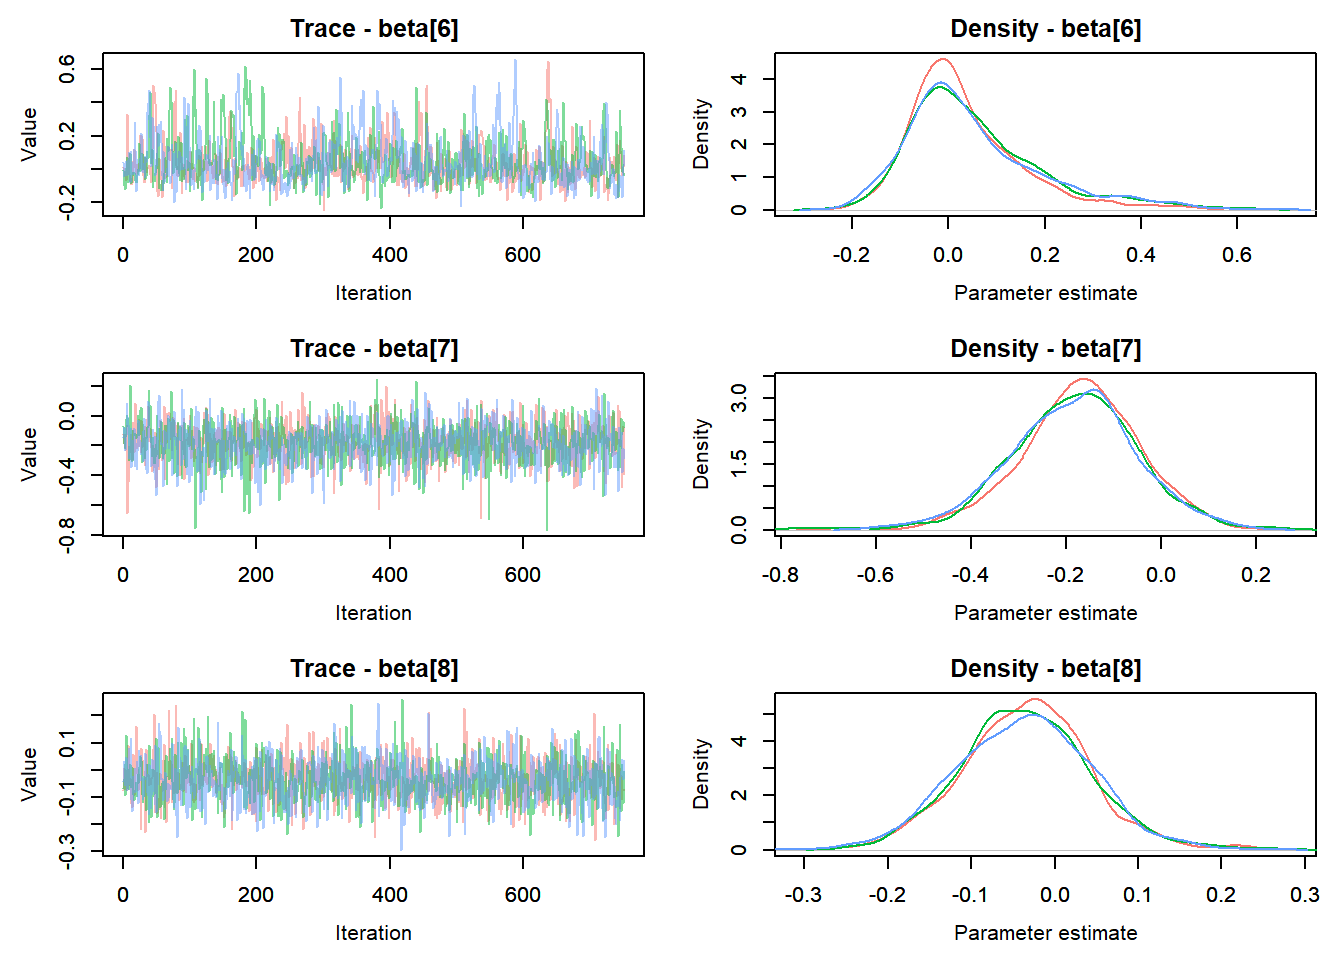 Trace - beta[6]
Value
-0.2 0.2 0.6
0 200 400 600
Iteration
Density - beta[6]
Density
0 1 2 3 4
-0.2 0.0 0.2 0.4 0.6
Parameter estimate
Trace - beta[7]
Value
-0.8 -0.4 0.0
0 200 400 600
Iteration
Density - beta[7]
Density
0.0 1.5 3.0
-0.8 -0.6 -0.4 -0.2 0.0 0.2
Parameter estimate
Trace - beta[8]
Value
-0.3 -0.1 0.1
0 200 400 600
Iteration
Density - beta[8]
Density
0 2 4
-0.3 -0.2 -0.1 0.0 0.1 0.2 0.3
Parameter estimate